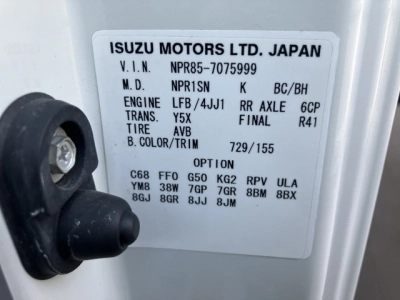 ISUZU MOTORS LTD. JAPAN
V.I.N. NPR85-7075999
M.D. NPR1SN K BC/BH
ENGINE LFB/4JJ1 RR AXLE 6CP
TRANS. Y5X FINAL R41
TIRE AVB
B.COLOR/TRIM 729/155
OPTION
C68 FF0 G50 KG2 RPV ULA
YM8 38W 7GP 7GR 8BM 8BX
8GJ 8GR 8JJ 8JM